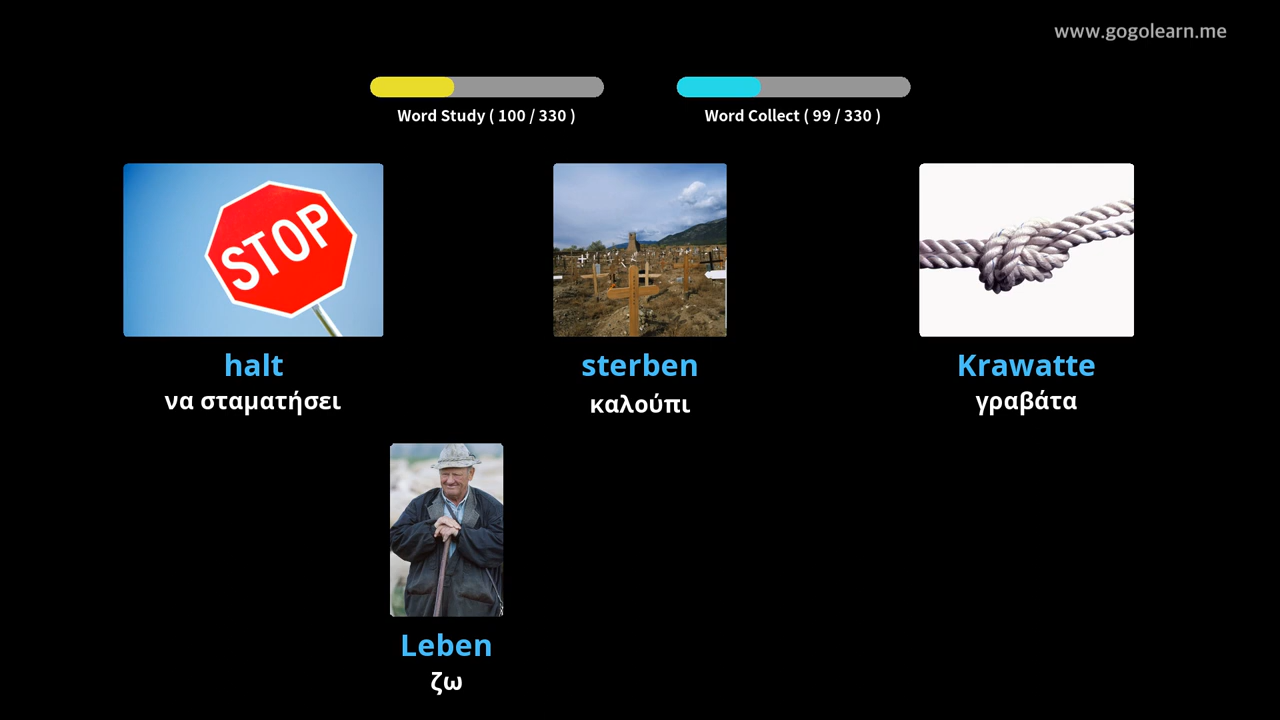 www.gogolearn.me
Word Study ( 100 / 330 )
Word Collect ( 99 / 330 )
STOP
halt
να σταματήσει
sterben
καλούπι
Krawatte
γραβάτα
Leben
ζω